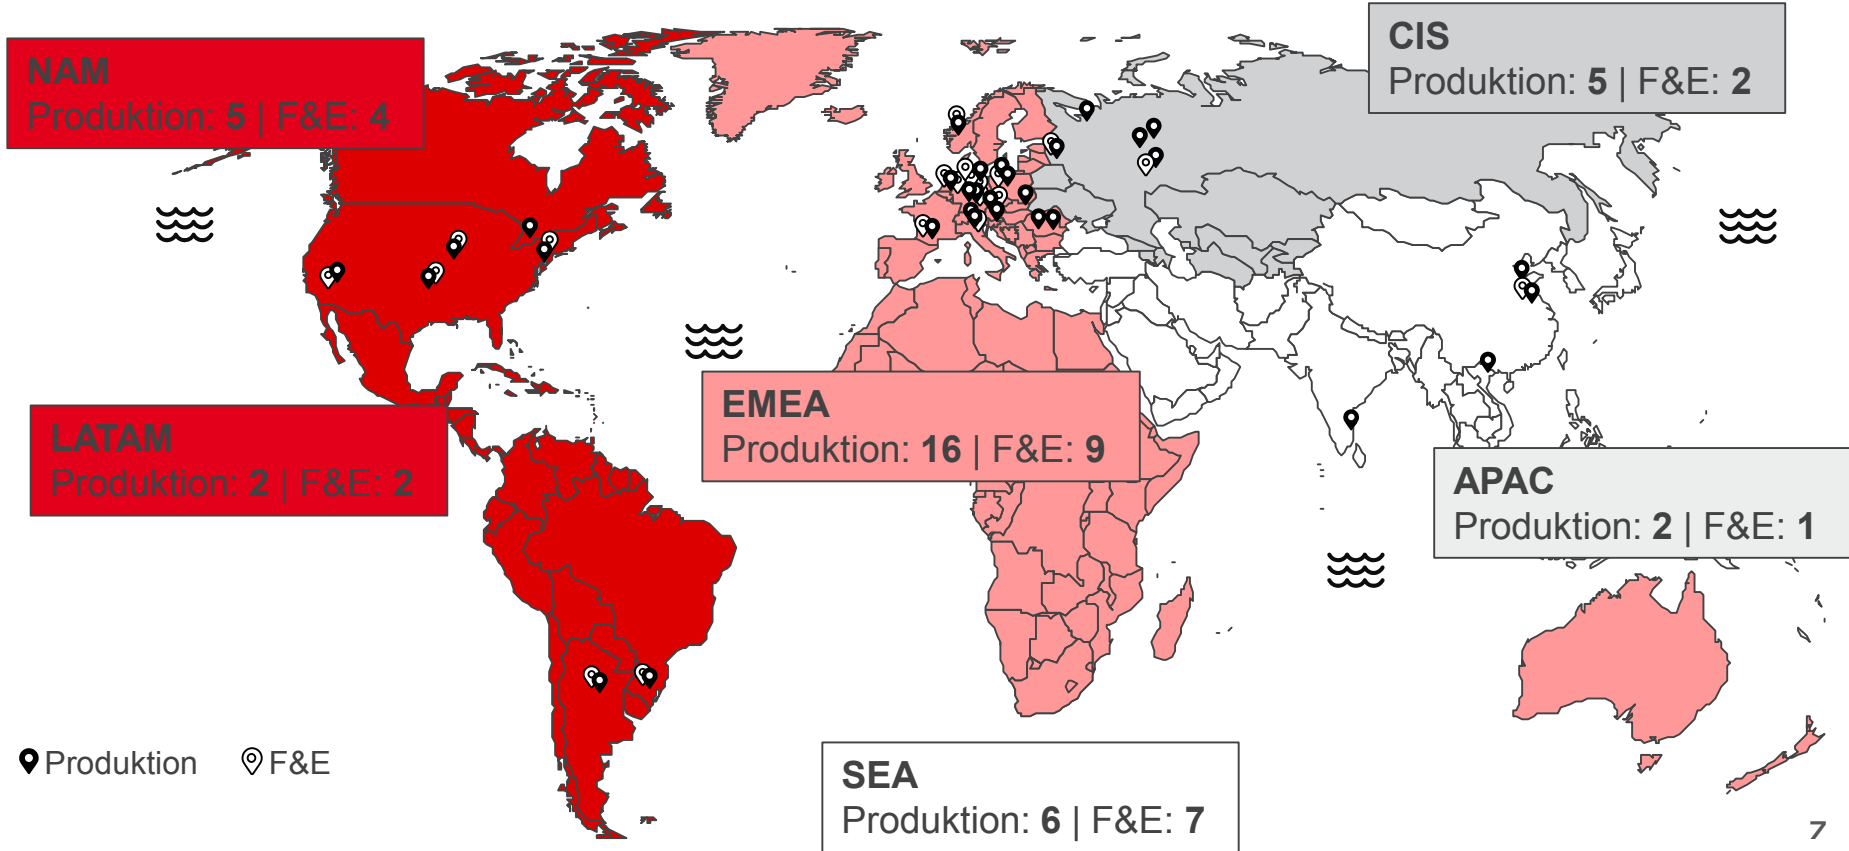 NAM
Produktion: 5 | F&E: 4
CIS
Produktion: 5 | F&E: 2
LATAM
Produktion: 2 | F&E: 2
EMEA
Produktion: 16 | F&E: 9
APAC
Produktion: 2 | F&E: 1
SEA
Produktion: 6 | F&E: 7
Produktion F&E
7